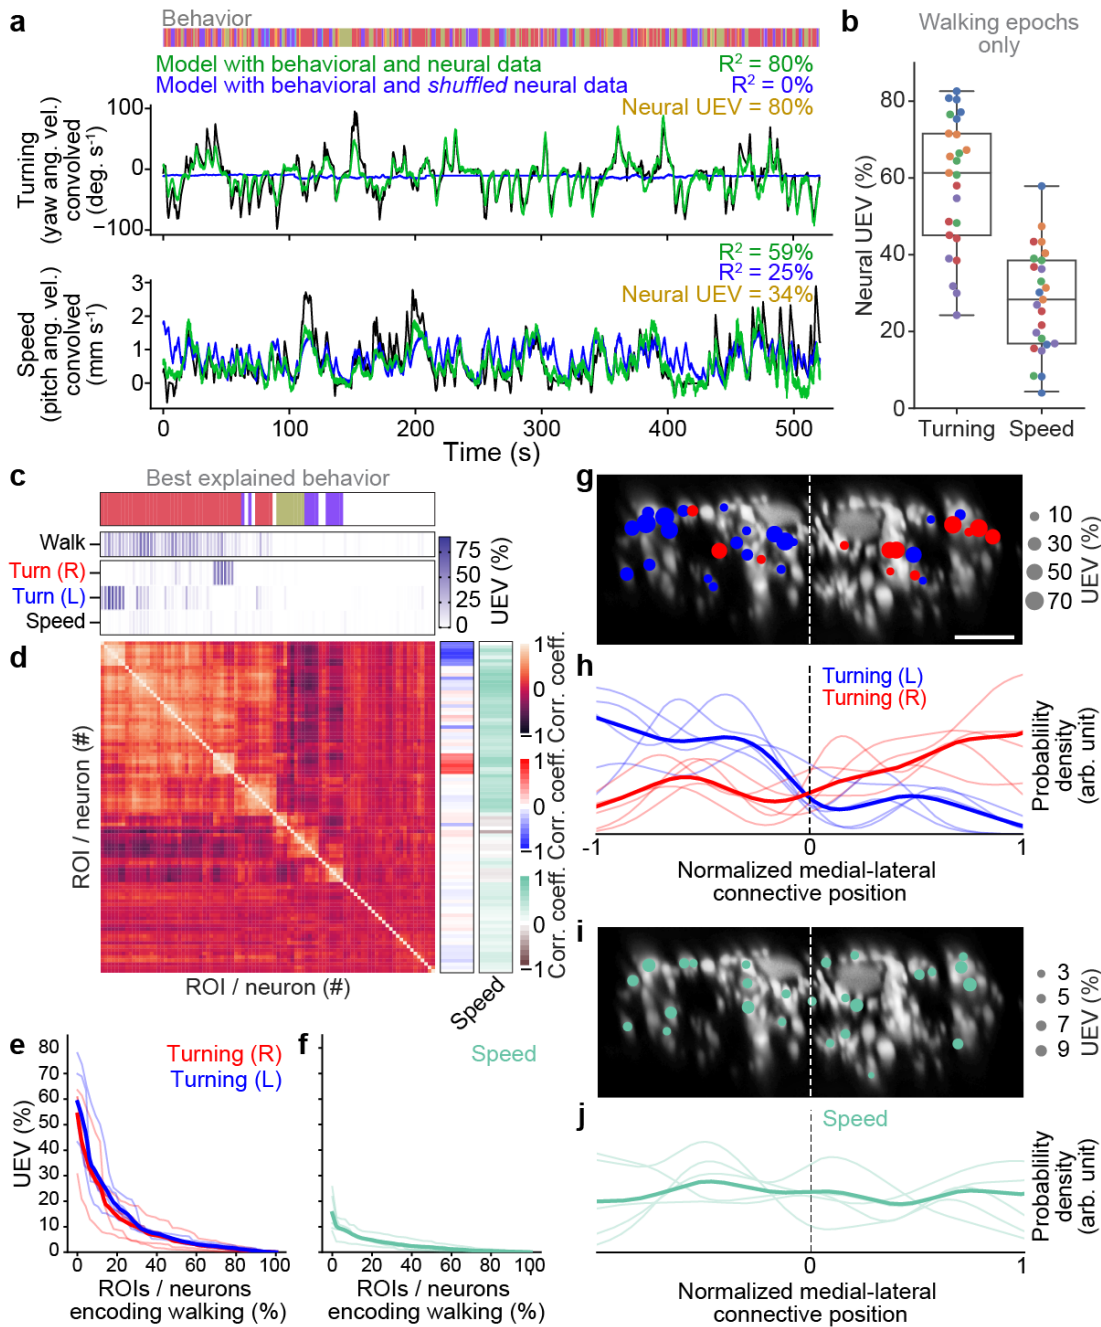 a
Behavior
Model with behavioral and neural data R² = 80%
Model with behavioral and shuffled neural data R² = 0%
Neural UEV = 80%
Turning
(yaw ang. vel.)
convolved
(deg. s⁻¹)
100
0
−100
R² = 59%
R² = 25%
Neural UEV = 34%
Speed
(pitch ang. vel.)
convolved
(mm s⁻¹)
3
2
1
0
0 100 200 300 400 500
Time (s)
b
Walking epochs
only
Neural UEV (%)
80
60
40
20
0
Turning Speed
c
Best explained behavior
Walk
Turn (R)
Turn (L)
Speed
75
50
25
0
UEV (%)
d
ROI / neuron (#)
ROI / neuron (#)
Speed
1
0
−1
Corr. coeff.
1
0
−1
Corr. coeff.
1
0
−1
Corr. coeff.
e
Turning (R)
Turning (L)
UEV (%)
80
70
60
50
40
30
20
10
0
0 20 40 60 80 100
ROIs / neurons
encoding walking (%)
f
Speed
0 20 40 60 80 100
ROIs / neurons
encoding walking (%)
g
10
30
50
70
UEV (%)
h
Turning (L)
Turning (R)
Probability
density
(arb. unit)
-1 0 1
Normalized medial-lateral
connective position
i
3
5
7
9
UEV (%)
j
Speed
Probability
density
(arb. unit)
0 1
Normalized medial-lateral
connective position